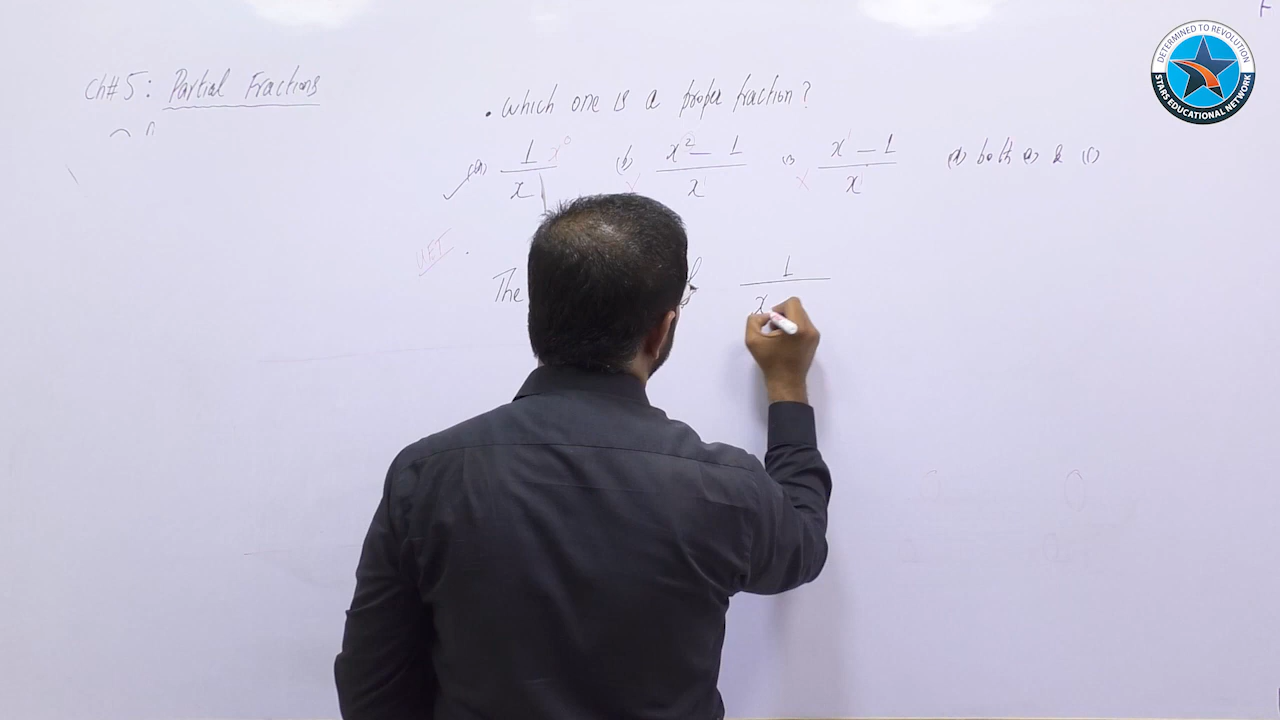 Ch#5: Partial Fractions
. Which one is a proper fraction?
(a) 1 x⁰ / x (b) x² - 1 / x (c) x - 1 / x (d) both a) & (c)
UET .
The 1 / x
DETERMINED TO REVOLUTION
STARS EDUCATIONAL NETWORK